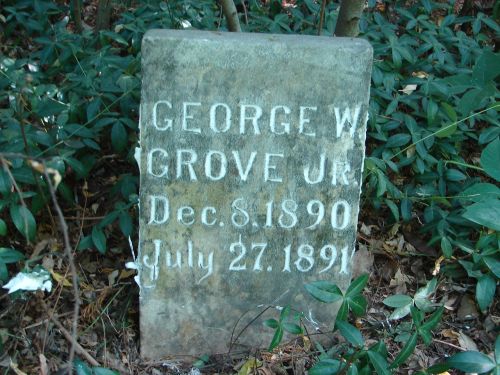 GEORGE W
GROVE JR
Dec. 8. 1890
July 27. 1891